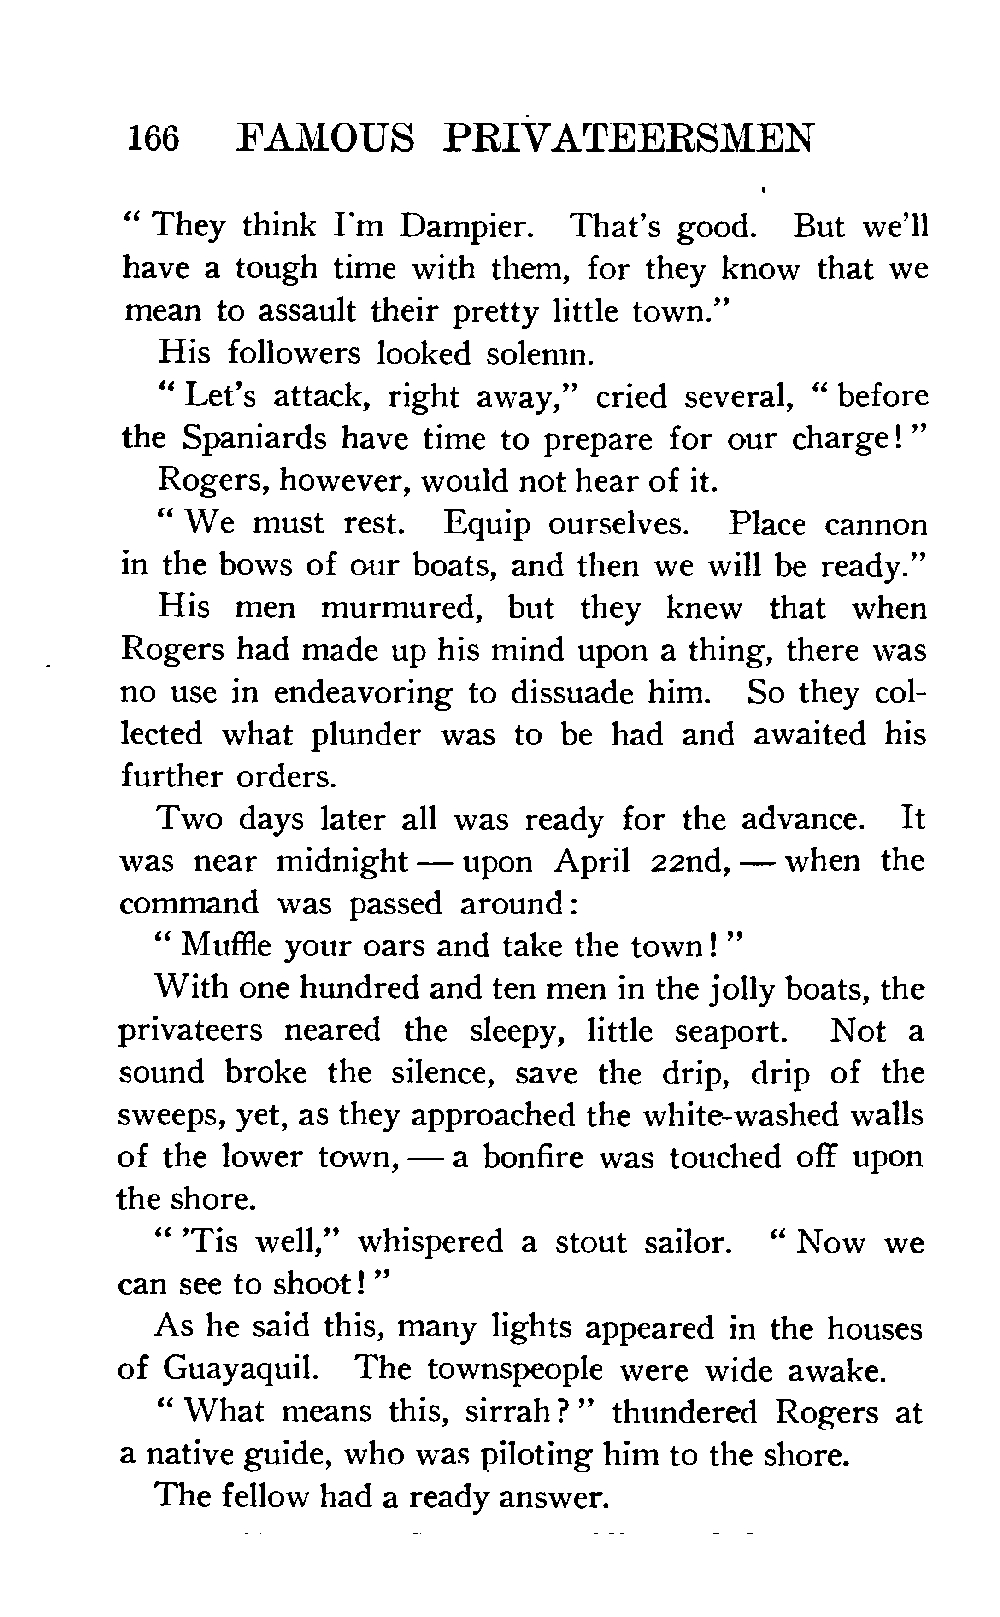 166 FAMOUS PRIVATEERSMEN
“ They think I'm Dampier. That's good. But we'll
have a tough time with them, for they know that we
mean to assault their pretty little town.”
His followers looked solemn.
“ Let's attack, right away,” cried several, “ before
the Spaniards have time to prepare for our charge! ”
Rogers, however, would not hear of it.
“ We must rest. Equip ourselves. Place cannon
in the bows of our boats, and then we will be ready.”
His men murmured, but they knew that when
Rogers had made up his mind upon a thing, there was
no use in endeavoring to dissuade him. So they col-
lected what plunder was to be had and awaited his
further orders.
Two days later all was ready for the advance. It
was near midnight — upon April 22nd, — when the
command was passed around:
“ Muffle your oars and take the town! ”
With one hundred and ten men in the jolly boats, the
privateers neared the sleepy, little seaport. Not a
sound broke the silence, save the drip, drip of the
sweeps, yet, as they approached the white-washed walls
of the lower town, — a bonfire was touched off upon
the shore.
“ 'Tis well,” whispered a stout sailor. “ Now we
can see to shoot! ”
As he said this, many lights appeared in the houses
of Guayaquil. The townspeople were wide awake.
“ What means this, sirrah? ” thundered Rogers at
a native guide, who was piloting him to the shore.
The fellow had a ready answer.